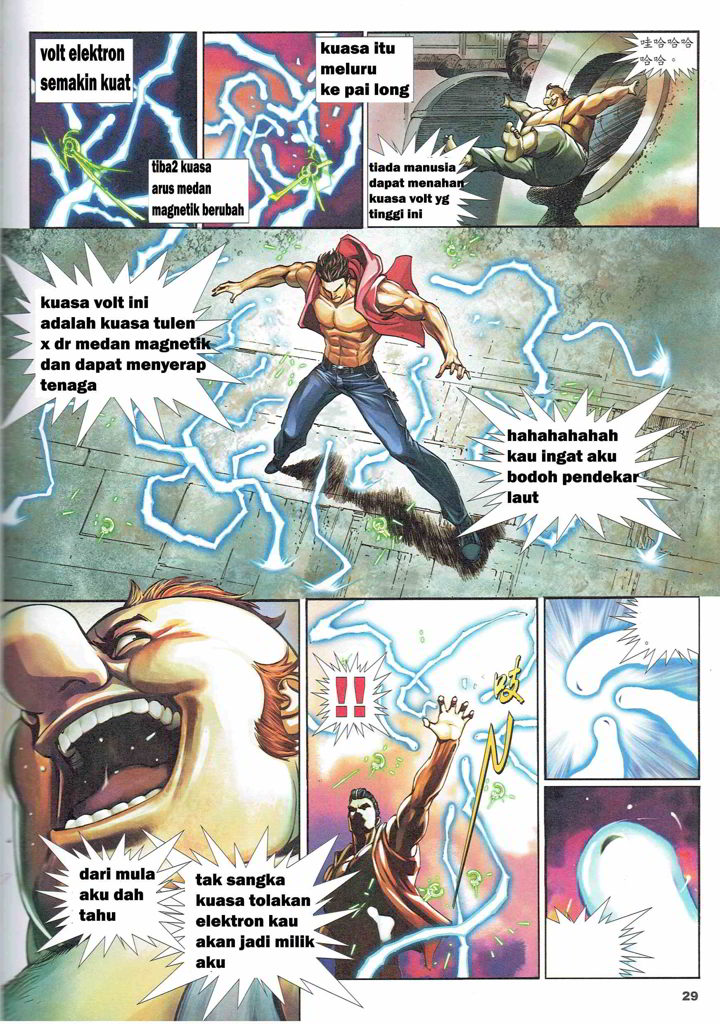 volt elektron
semakin kuat
tiba2 kuasa
arus medan
magnetik berubah
kuasa itu
meluru
ke pai long
哇哈哈哈
哈哈。
tiada manusia
dapat menahan
kuasa volt yg
tinggi ini
kuasa volt ini
adalah kuasa tulen
x dr medan magnetik
dan dapat menyerap
tenaga
hahahahahah
kau ingat aku
bodoh pendekar
laut
dari mula
aku dah
tahu
tak sangka
kuasa tolakan
elektron kau
akan jadi milik
aku
!!
吱
29